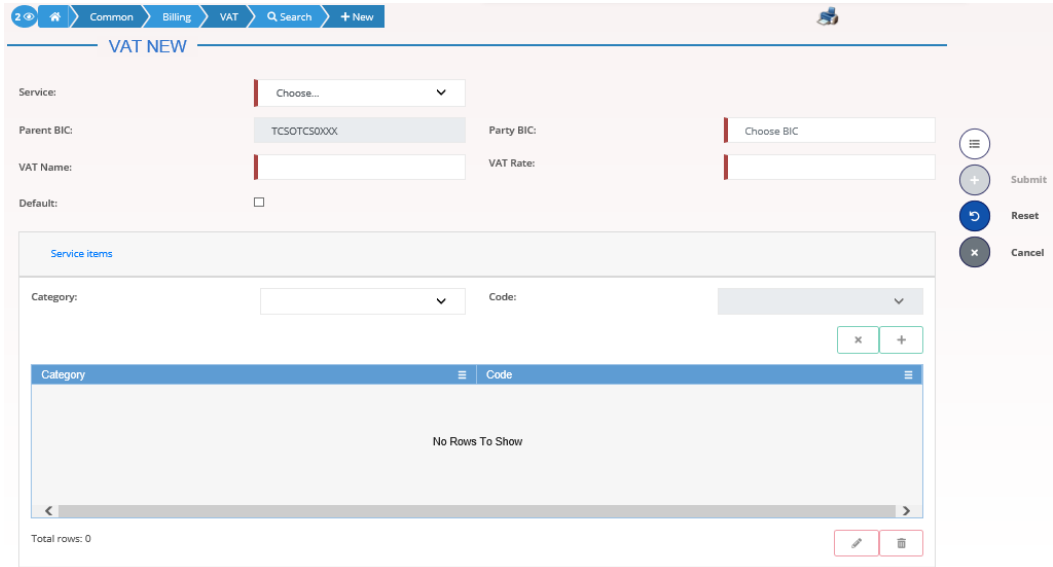 2 Common Billing VAT Search + New
VAT NEW
Service: Choose...
Parent BIC: TCSOTCS0XXX Party BIC: Choose BIC
VAT Name: VAT Rate:
Default:
Submit
Reset
Cancel
Service items
Category: Code:
Category Code
No Rows To Show
Total rows: 0